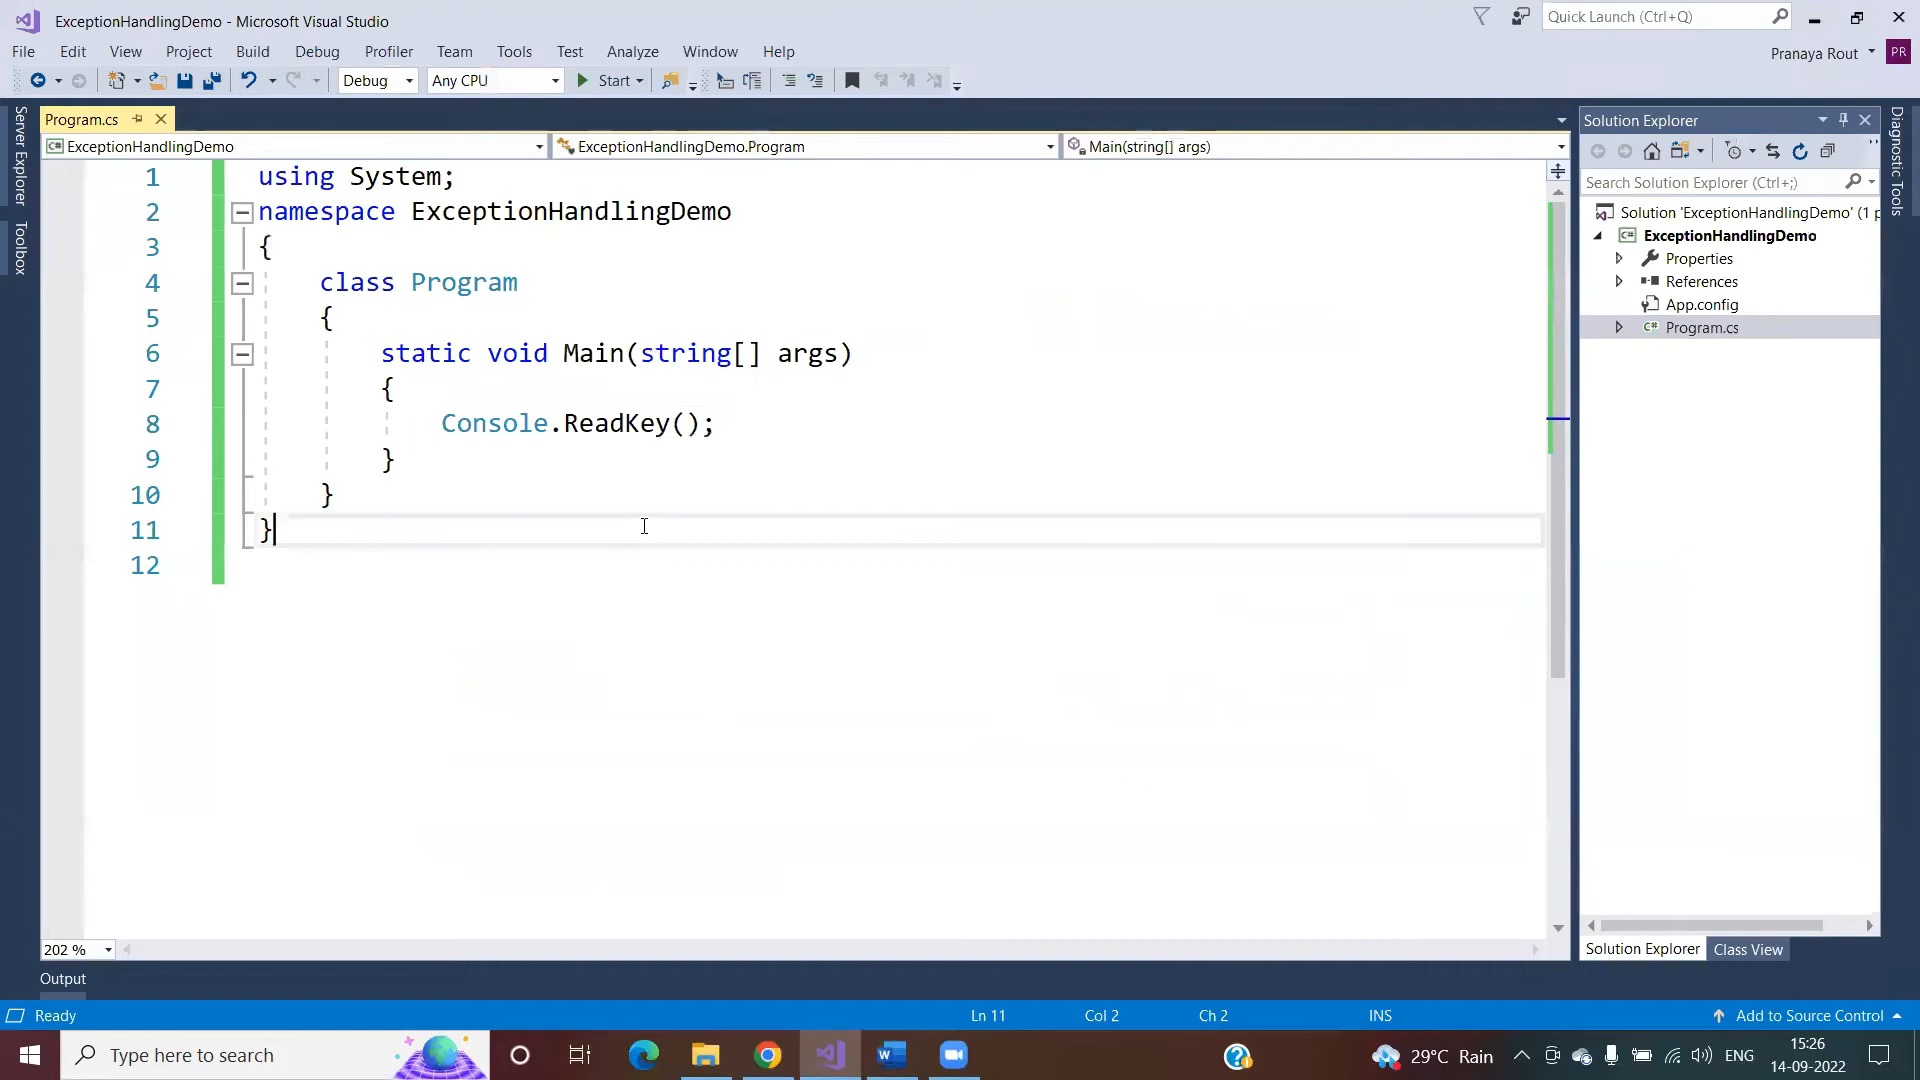 ExceptionHandlingDemo - Microsoft Visual Studio
Quick Launch (Ctrl+Q)
File Edit View Project Build Debug Profiler Team Tools Test Analyze Window Help
Pranaya Rout PR
Debug Any CPU Start
Server Explorer
Toolbox
Program.cs
ExceptionHandlingDemo ExceptionHandlingDemo.Program Main(string[] args)
1 using System;
2 namespace ExceptionHandlingDemo
3 {
4 class Program
5 {
6 static void Main(string[] args)
7 {
8 Console.ReadKey();
9 }
10 }
11 }
12
202 %
Solution Explorer
Search Solution Explorer (Ctrl+;)
Solution 'ExceptionHandlingDemo' (1 p
C# ExceptionHandlingDemo
Properties
References
App.config
C# Program.cs
Solution Explorer Class View
Diagnostic Tools
Output
Ready Ln 11 Col 2 Ch 2 INS Add to Source Control
Type here to search
29°C Rain
ENG
15:26
14-09-2022